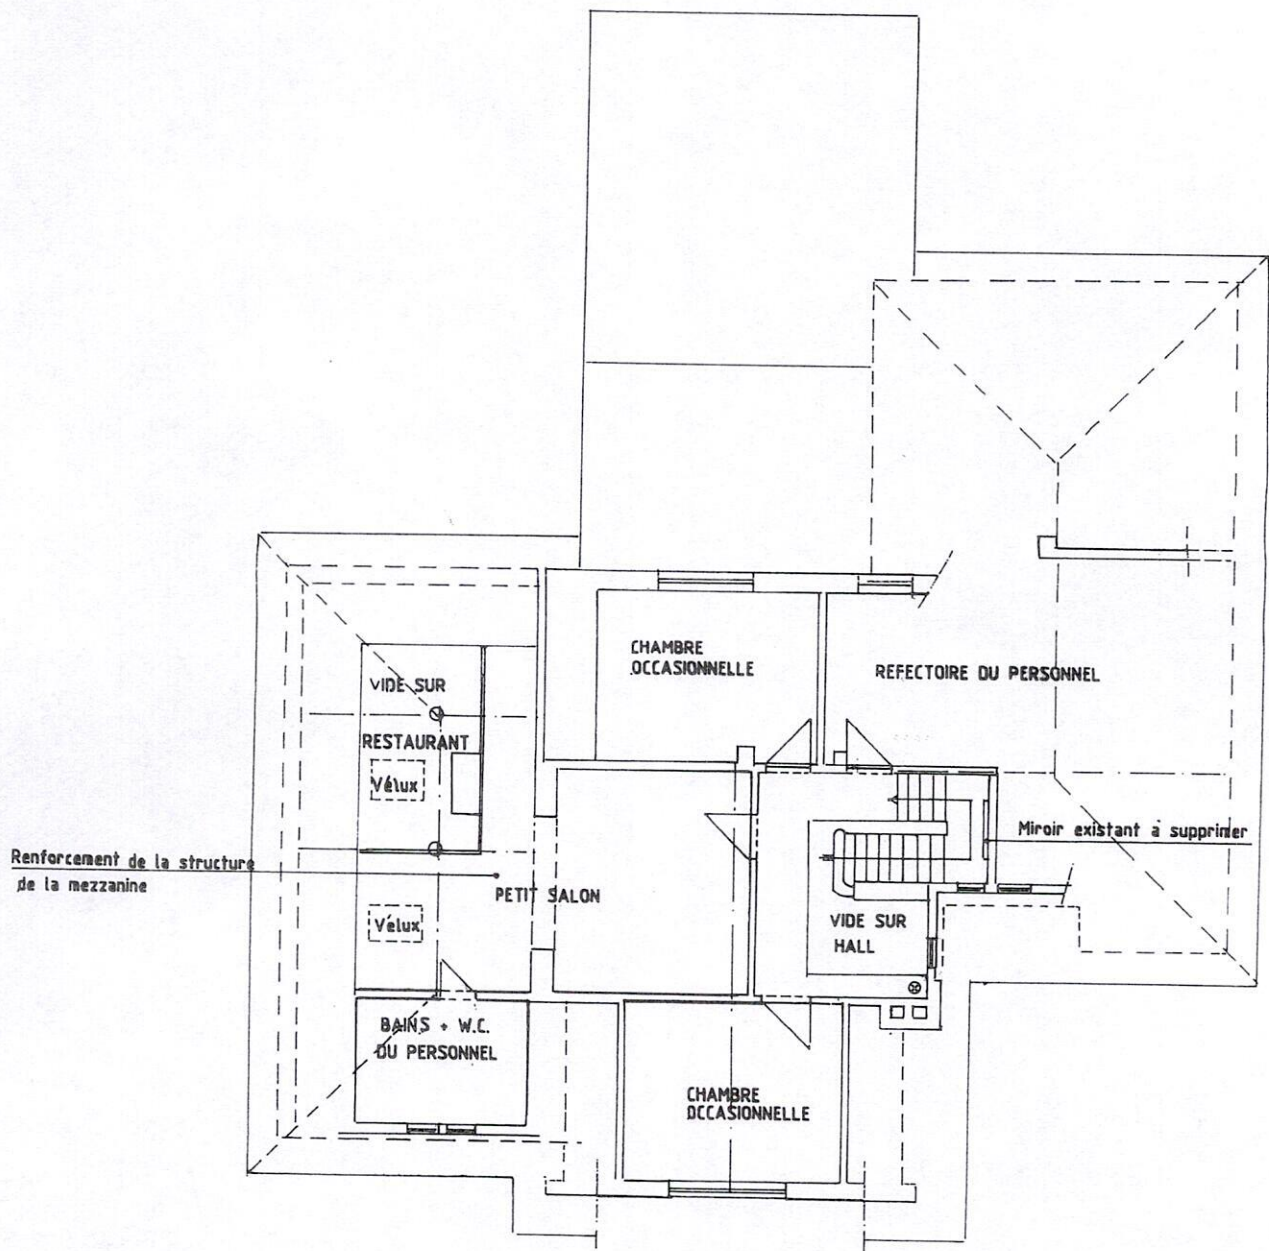 CHAMBRE
OCCASIONNELLE
REFECTOIRE DU PERSONNEL
VIDE SUR
RESTAURANT
Vélux
Miroir existant à supprimer
Renforcement de la structure
de la mezzanine
PETIT SALON
Vélux
VIDE SUR
HALL
BAINS + W.C.
DU PERSONNEL
CHAMBRE
OCCASIONNELLE